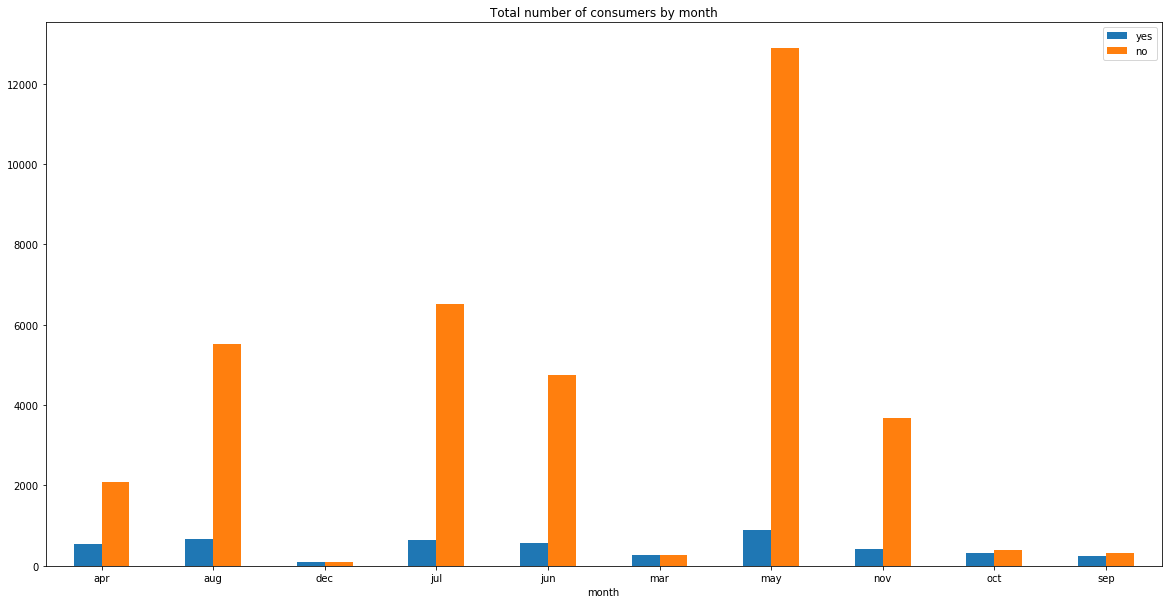 Total number of consumers by month
yes
no
12000
10000
8000
6000
4000
2000
0
apr aug dec jul jun mar may nov oct sep
month